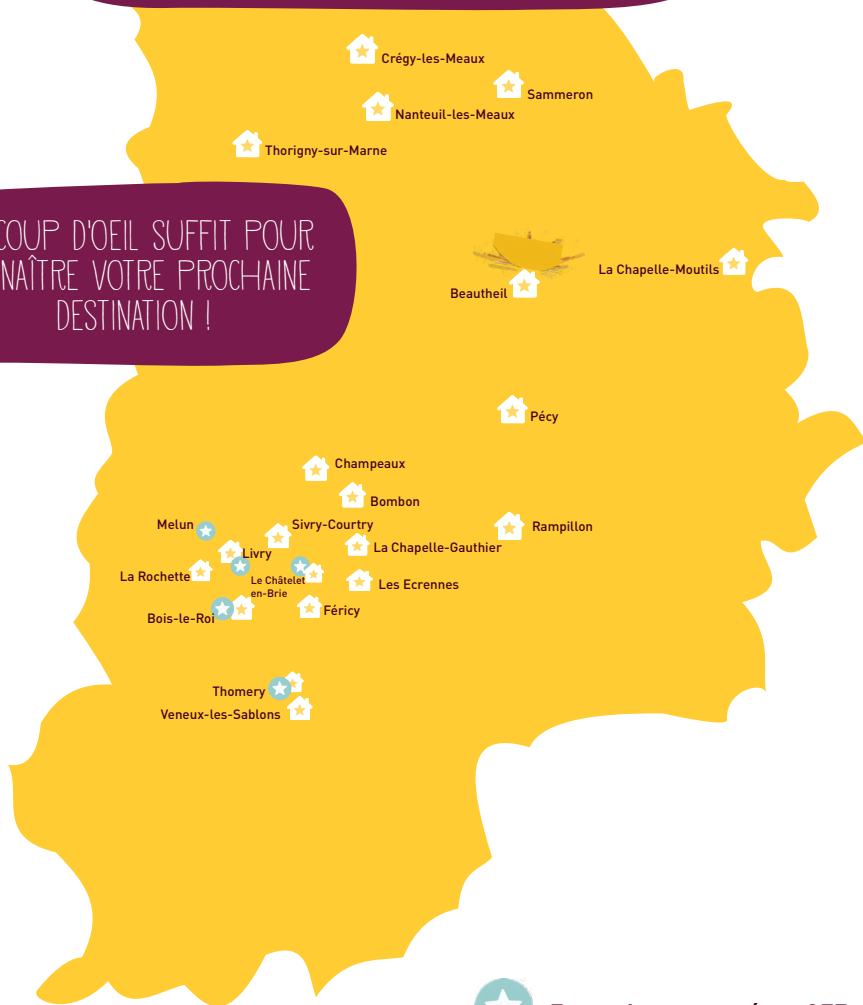 Crégy-les-Meaux
Sammeron
Nanteuil-les-Meaux
Thorigny-sur-Marne
COUP D'OEIL SUFFIT POUR
NAÎTRE VOTRE PROCHAINE
DESTINATION !
La Chapelle-Moutils
Beautheil
Pécy
Champeaux
Bombon
Melun
Sivry-Courtry
Rampillon
La Chapelle-Gauthier
Livry
La Rochette
Le Châtelet
en-Brie
Les Ecrennes
Bois-le-Roi
Féricy
Thomery
Veneux-les-Sablons